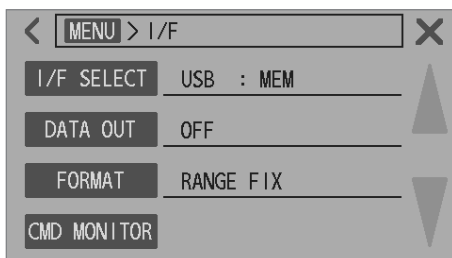 MENU > I/F
I/F SELECT USB : MEM
DATA OUT OFF
FORMAT RANGE FIX
CMD MONITOR